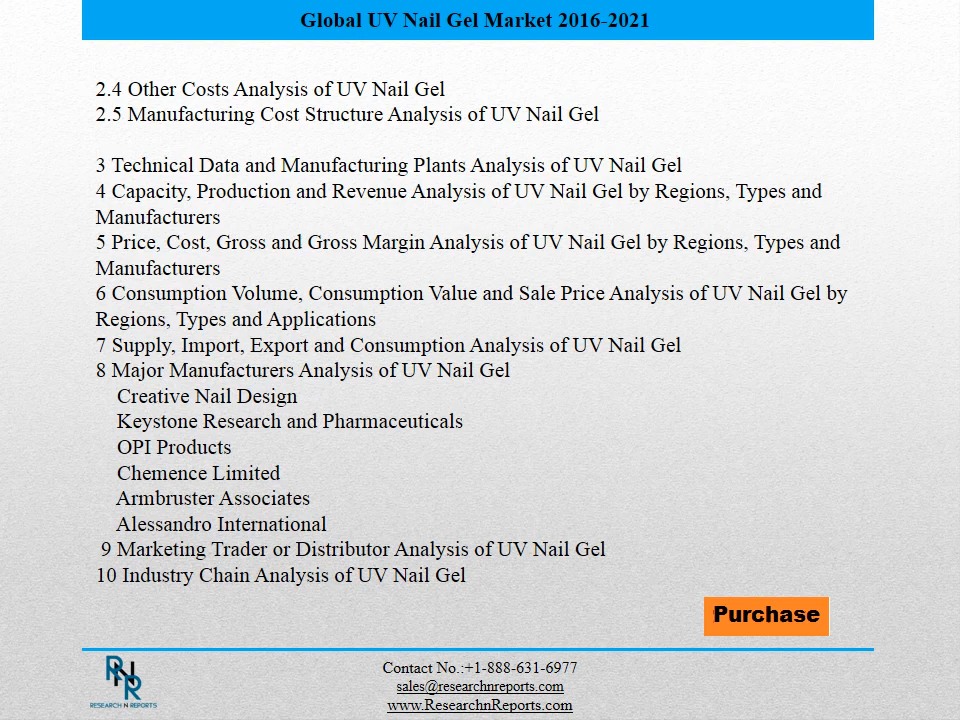 Global UV Nail Gel Market 2016-2021
2.4 Other Costs Analysis of UV Nail Gel
2.5 Manufacturing Cost Structure Analysis of UV Nail Gel
3 Technical Data and Manufacturing Plants Analysis of UV Nail Gel
4 Capacity, Production and Revenue Analysis of UV Nail Gel by Regions, Types and
Manufacturers
5 Price, Cost, Gross and Gross Margin Analysis of UV Nail Gel by Regions, Types and
Manufacturers
6 Consumption Volume, Consumption Value and Sale Price Analysis of UV Nail Gel by
Regions, Types and Applications
7 Supply, Import, Export and Consumption Analysis of UV Nail Gel
8 Major Manufacturers Analysis of UV Nail Gel
Creative Nail Design
Keystone Research and Pharmaceuticals
OPI Products
Chemence Limited
Armbruster Associates
Alessandro International
9 Marketing Trader or Distributor Analysis of UV Nail Gel
10 Industry Chain Analysis of UV Nail Gel
Purchase
RNR
RESEARCH N REPORTS
Contact No.:+1-888-631-6977
sales@researchnreports.com
www.ResearchnReports.com